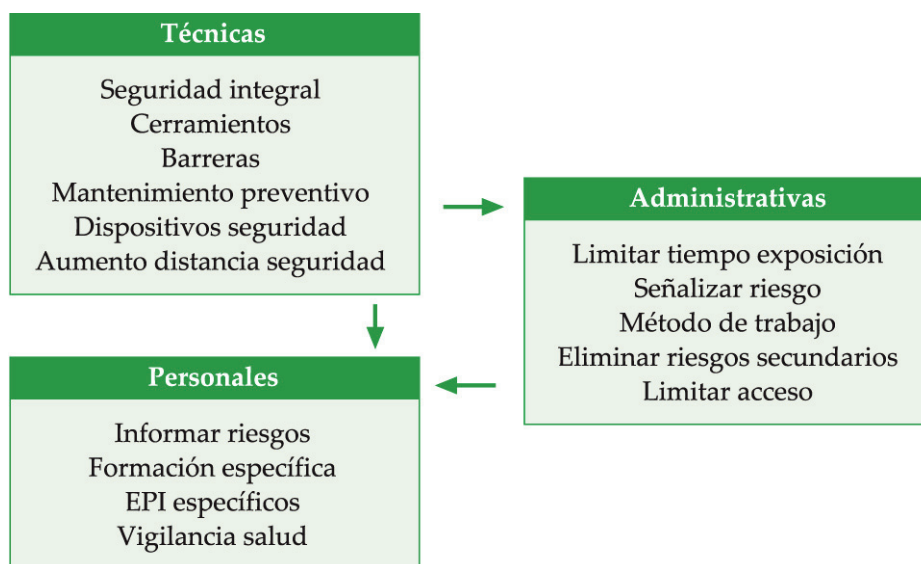 Técnicas
Seguridad integral
Cerramientos
Barreras
Mantenimiento preventivo
Dispositivos seguridad
Aumento distancia seguridad
Administrativas
Limitar tiempo exposición
Señalizar riesgo
Método de trabajo
Eliminar riesgos secundarios
Limitar acceso
Personales
Informar riesgos
Formación específica
EPI específicos
Vigilancia salud